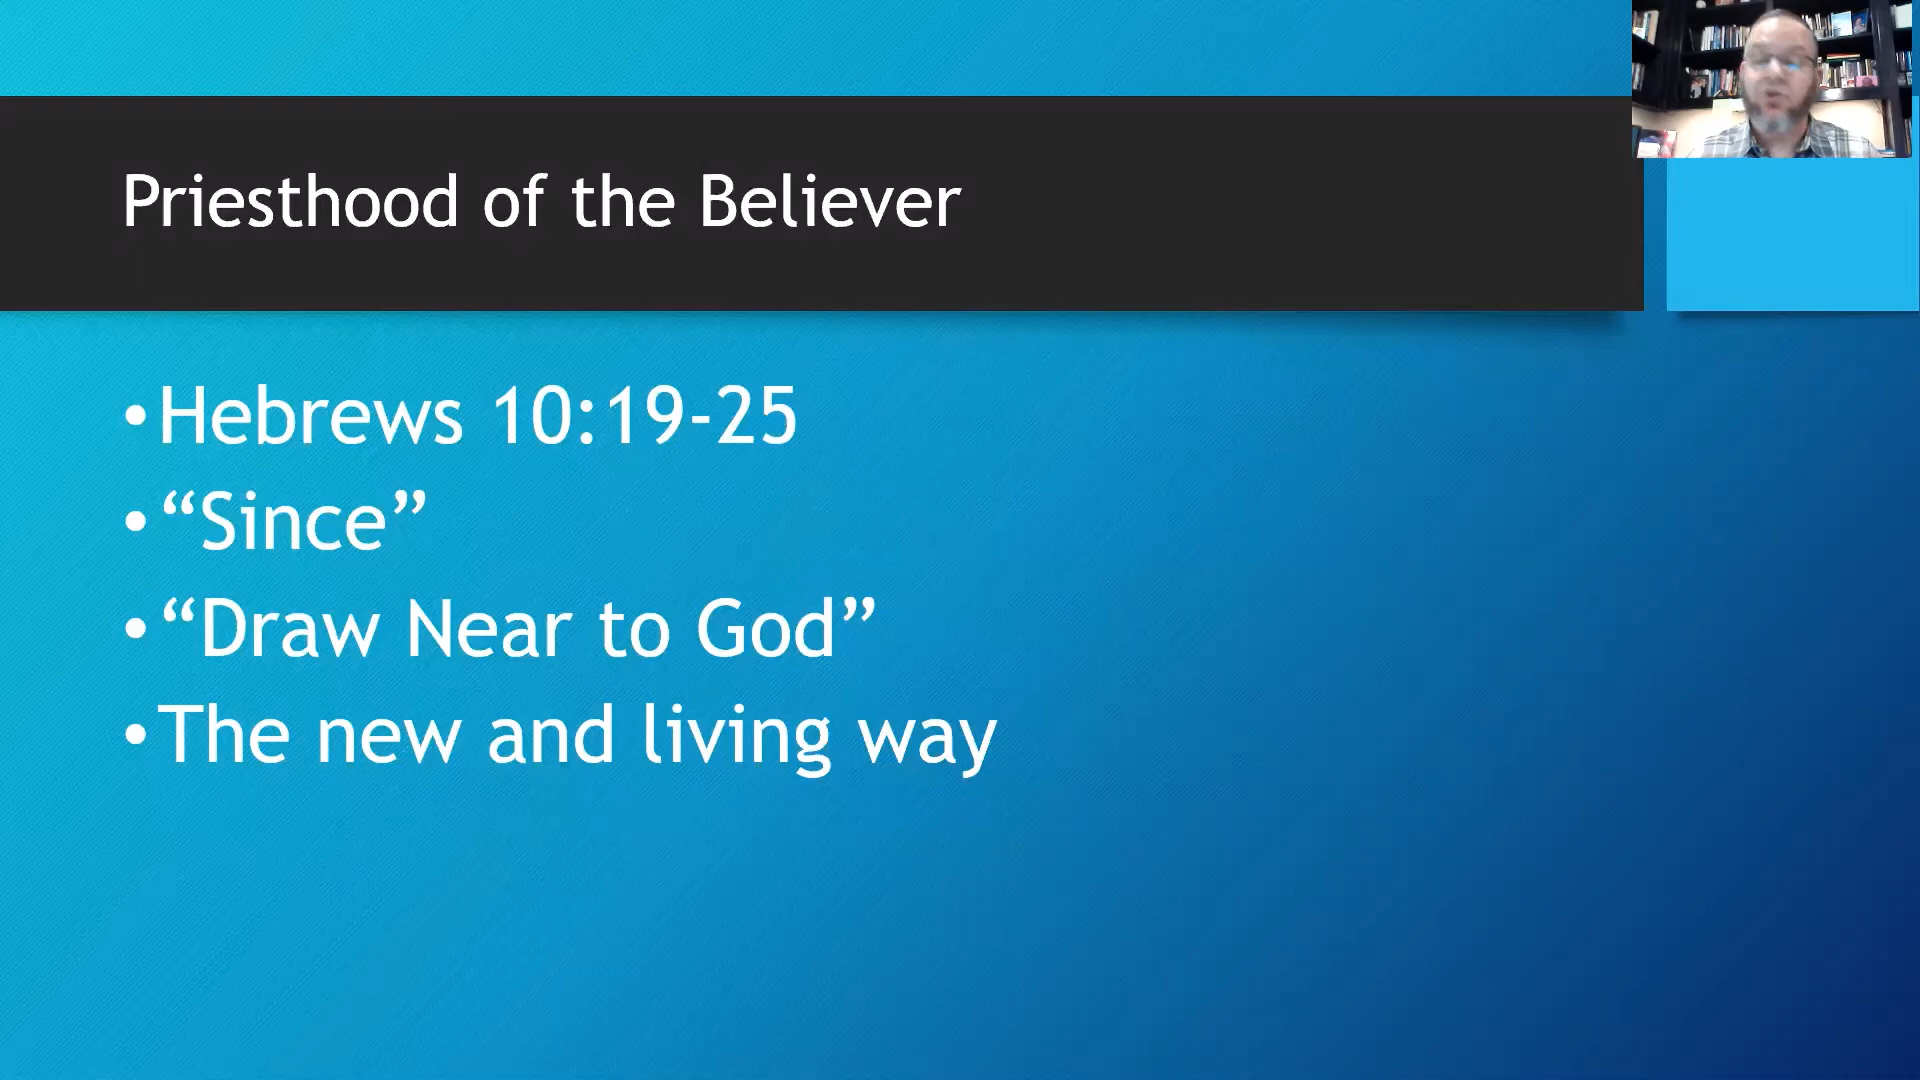 Priesthood of the Believer
•Hebrews 10:19-25
•“Since”
•“Draw Near to God”
•The new and living way